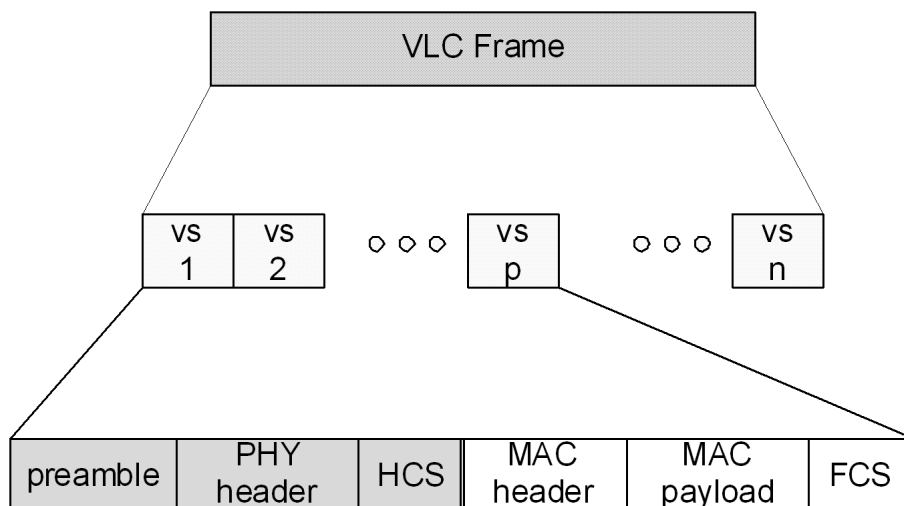 VLC Frame
vs vs vs vs
1 2 p n
preamble PHY header HCS MAC header MAC payload FCS